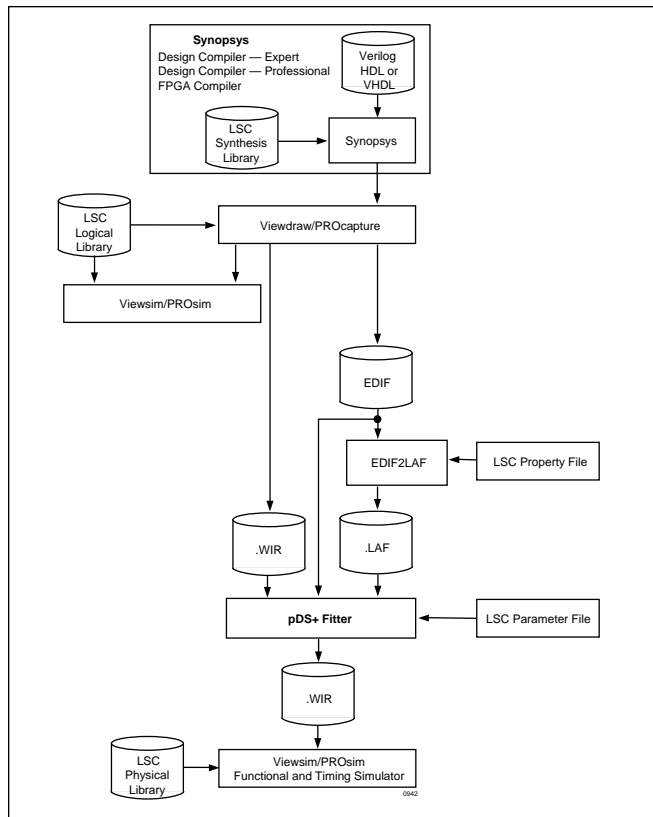 Synopsys
Design Compiler — Expert
Design Compiler — Professional
FPGA Compiler
Verilog
HDL or
VHDL
LSC
Synthesis
Library
Synopsys
LSC
Logical
Library
Viewdraw/PROcapture
Viewsim/PROsim
EDIF
EDIF2LAF
LSC Property File
.WIR
.LAF
pDS+ Fitter
LSC Parameter File
.WIR
LSC
Physical
Library
Viewsim/PROsim
Functional and Timing Simulator
0942